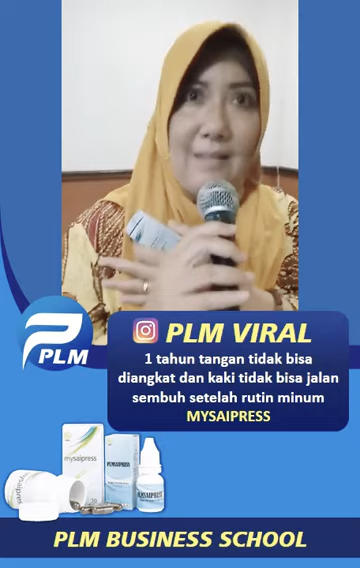 PLM VIRAL
PLM
1 tahun tangan tidak bisa
diangkat dan kaki tidak bisa jalan
sembuh setelah rutin minum
MYSAIPRESS
mysaipress
PLMSAIPRESS
PLM BUSINESS SCHOOL